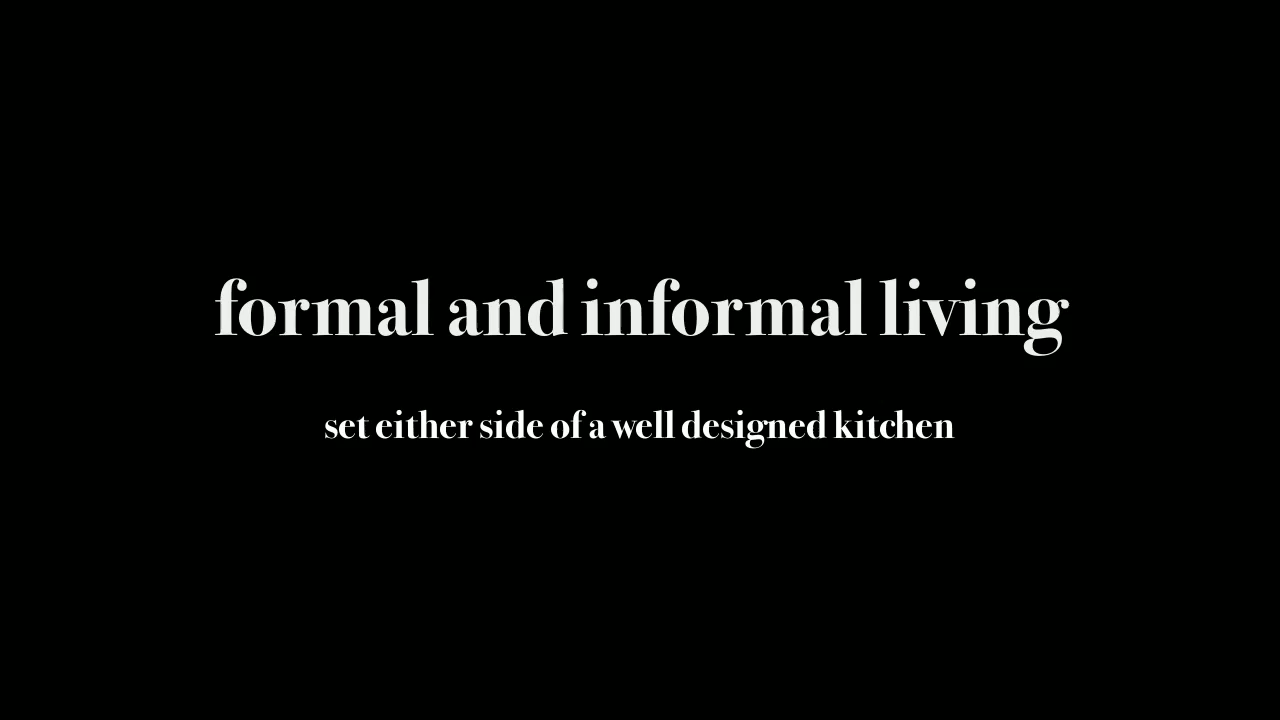 formal and informal living
set either side of a well designed kitchen